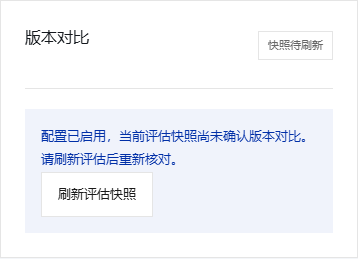 版本对比
快照待刷新
配置已启用，当前评估快照尚未确认版本对比。
请刷新评估后重新核对。
刷新评估快照